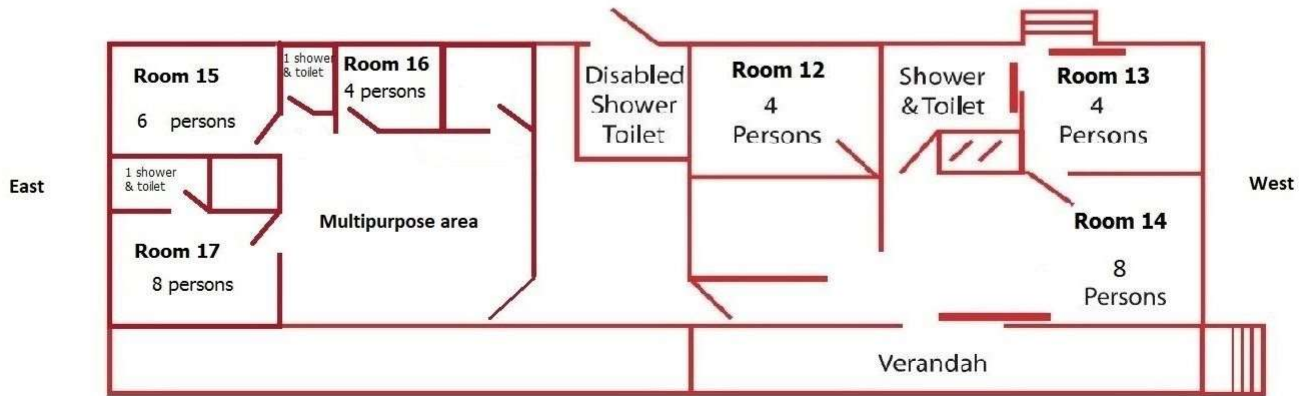 Room 15
6 persons
1 shower
& toilet
Room 16
4 persons
Disabled
Shower
Toilet
Room 12
4
Persons
Shower
& Toilet
Room 13
4
Persons
East
1 shower
& toilet
Multipurpose area
West
Room 17
8 persons
Room 14
8
Persons
Verandah